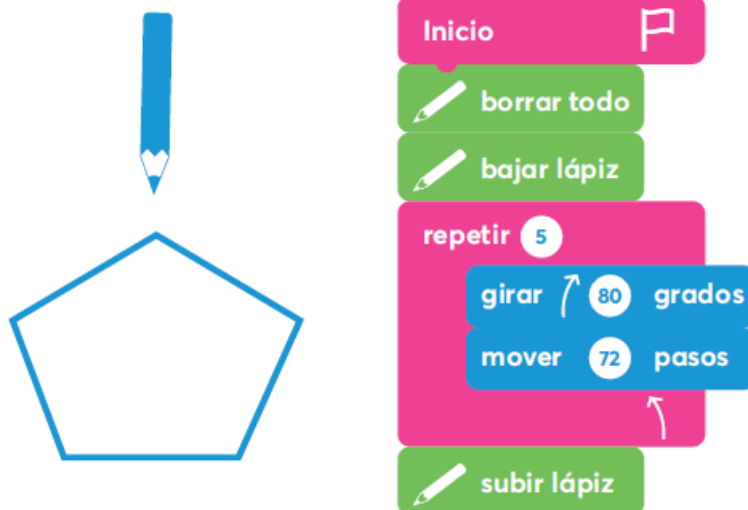 Inicio
borrar todo
bajar lápiz
repetir 5
girar 80 grados
mover 72 pasos
subir lápiz